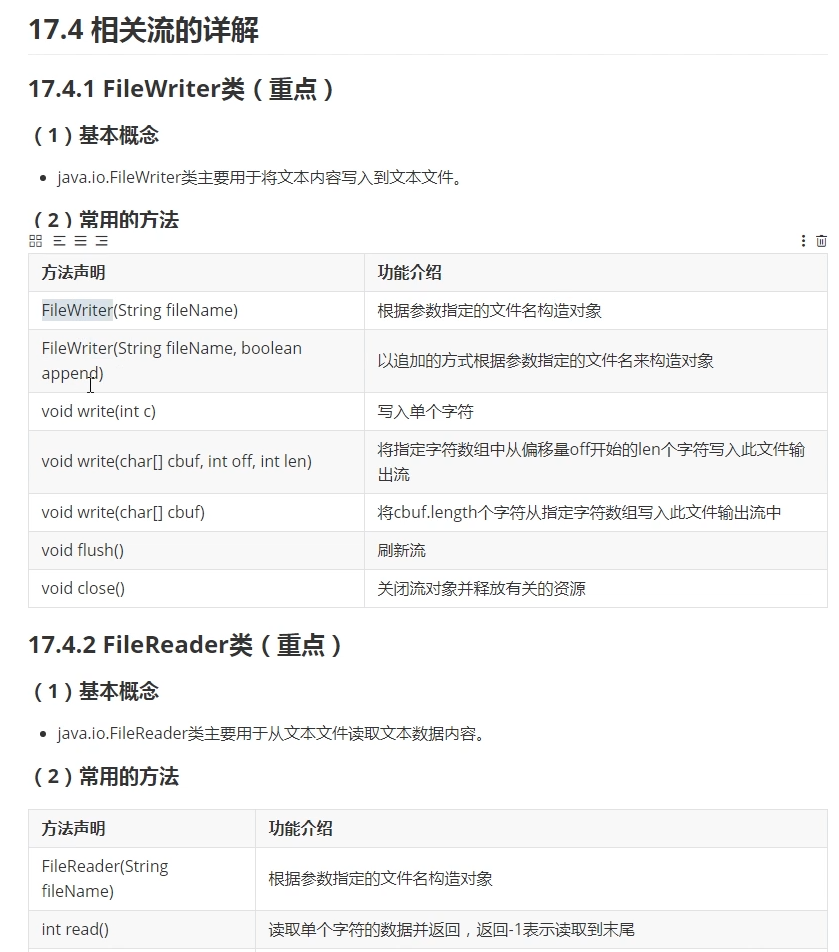 17.4 相关流的详解
17.4.1 FileWriter类（重点）
（1）基本概念
java.io.FileWriter类主要用于将文本内容写入到文本文件。
（2）常用的方法
方法声明 功能介绍
FileWriter(String fileName) 根据参数指定的文件名构造对象
FileWriter(String fileName, boolean
append) 以追加的方式根据参数指定的文件名来构造对象
void write(int c) 写入单个字符
void write(char[] cbuf, int off, int len) 将指定字符数组中从偏移量off开始的len个字符写入此文件输
出流
void write(char[] cbuf) 将cbuf.length个字符从指定字符数组写入此文件输出流中
void flush() 刷新流
void close() 关闭流对象并释放有关的资源
17.4.2 FileReader类（重点）
（1）基本概念
java.io.FileReader类主要用于从文本文件读取文本数据内容。
（2）常用的方法
方法声明 功能介绍
FileReader(String
fileName) 根据参数指定的文件名构造对象
int read() 读取单个字符的数据并返回，返回-1表示读取到末尾